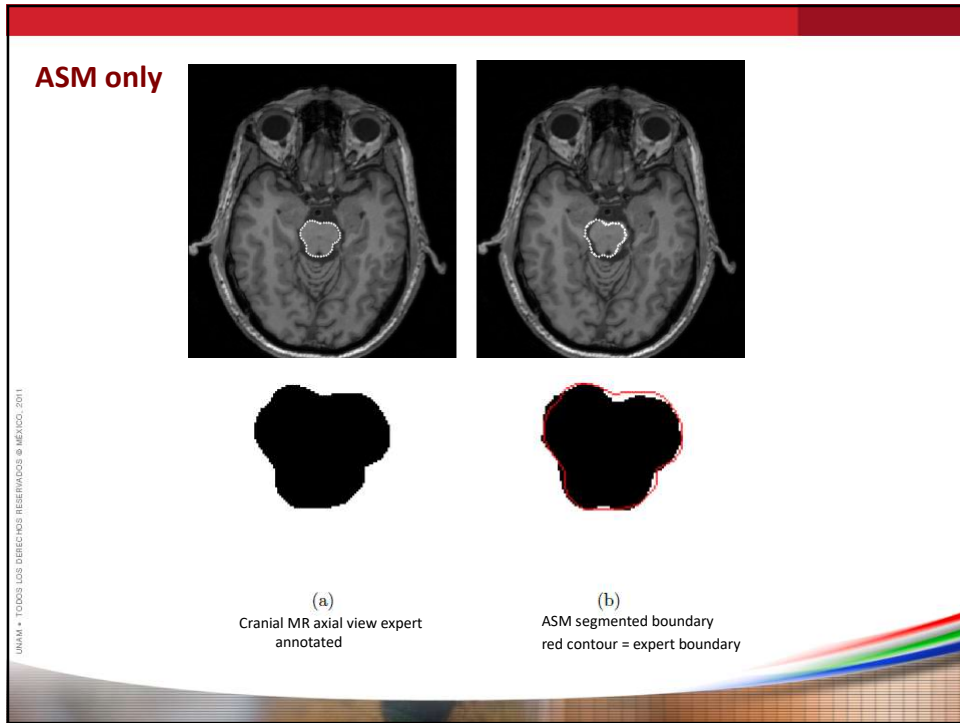 ASM only
UNAM • TODOS LOS DERECHOS RESERVADOS © MÉXICO, 2011
(a)
Cranial MR axial view expert
annotated
(b)
ASM segmented boundary
red contour = expert boundary